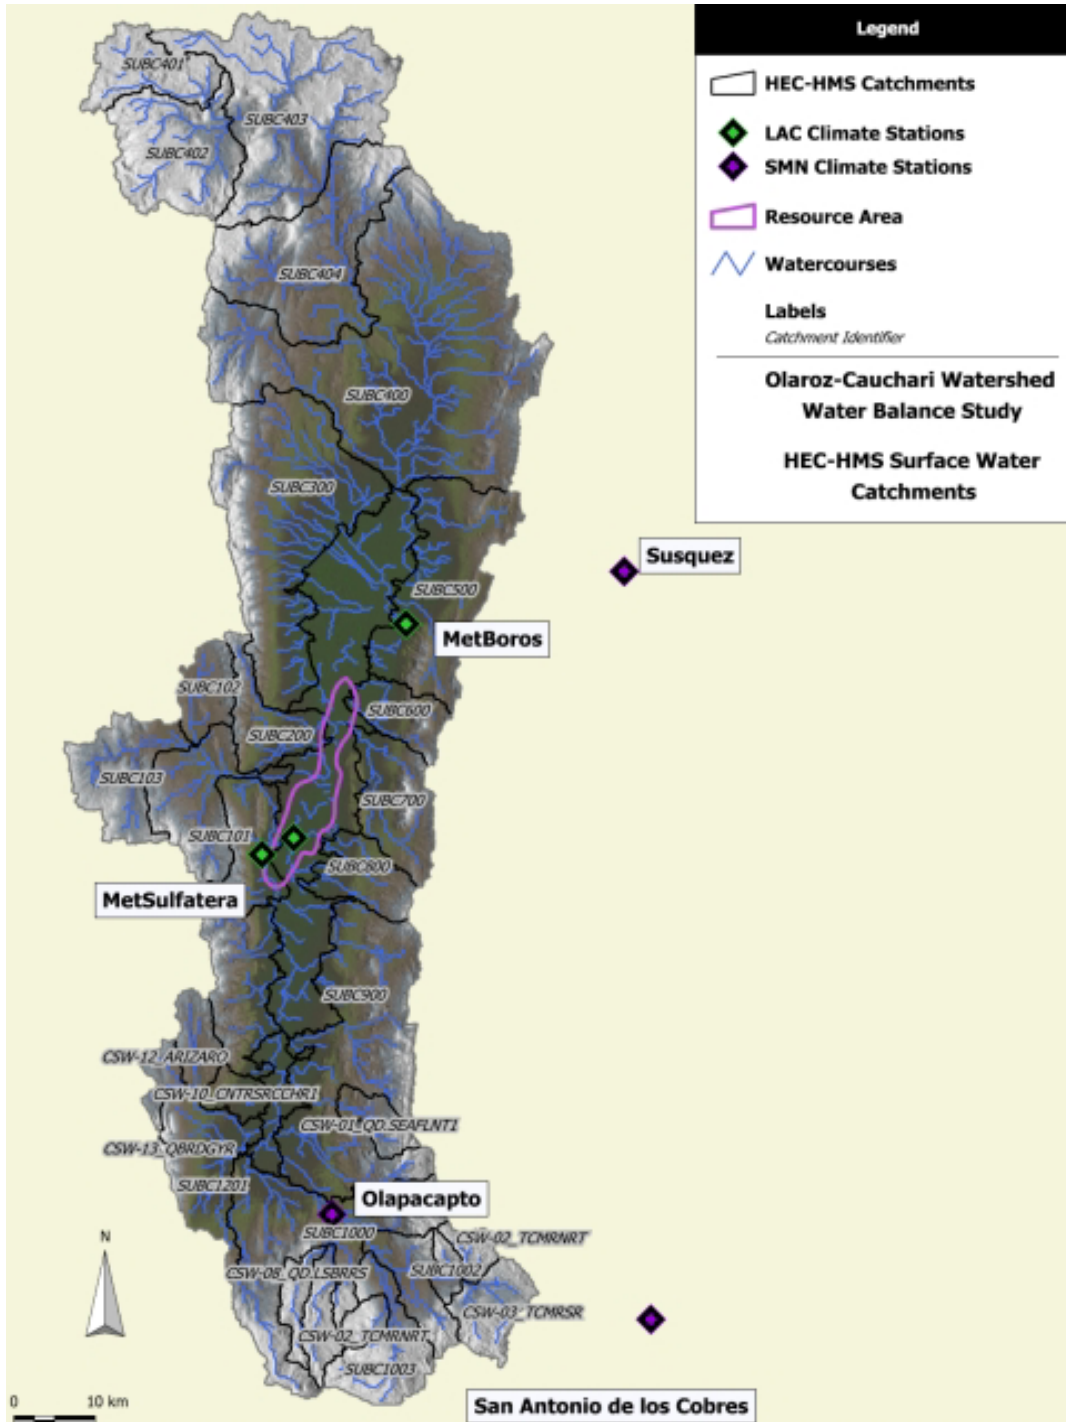 Legend
HEC-HMS Catchments
LAC Climate Stations
SMN Climate Stations
Resource Area
Watercourses
Labels
Catchment Identifier
Olaroz-Cauchari Watershed
Water Balance Study
HEC-HMS Surface Water
Catchments
SUBC401
SUBC403
SUBC402
SUBC404
SUBC400
SUBC300
Susquez
SUBC500
MetBoros
SUBC102
SUBC600
SUBC200
SUBC103
SUBC700
SUBC101
SUBC800
MetSulfatera
SUBC900
CSW-12_ARIZARO
CSW-10_CNTRSRCCHR1
CSW-01_QD.SEAFLNT1
CSW-13_QBRDGYR
SUBC1201
Olapacapto
SUBC1000
CSW-02_TCMRNRT
CSW-08_QD.LSBRRS
SUBC1002
CSW-03_TCMRSR
CSW-02_TCMRNRT
SUBC1003
N
0 10 km
San Antonio de los Cobres